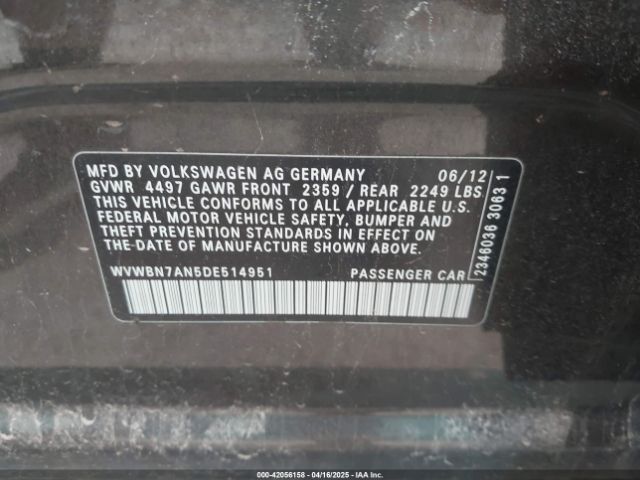 MFD BY VOLKSWAGEN AG GERMANY 06/12
GVWR 4497 GAWR FRONT 2359 / REAR 2249 LBS
THIS VEHICLE CONFORMS TO ALL APPLICABLE U.S.
FEDERAL MOTOR VEHICLE SAFETY, BUMPER AND
THEFT PREVENTION STANDARDS IN EFFECT ON
THE DATE OF MANUFACTURE SHOWN ABOVE.
WVWBN7AN5DE514951 PASSENGER CAR
2346036 3063 1
000-42056158 - 04/16/2025 - IAA Inc.